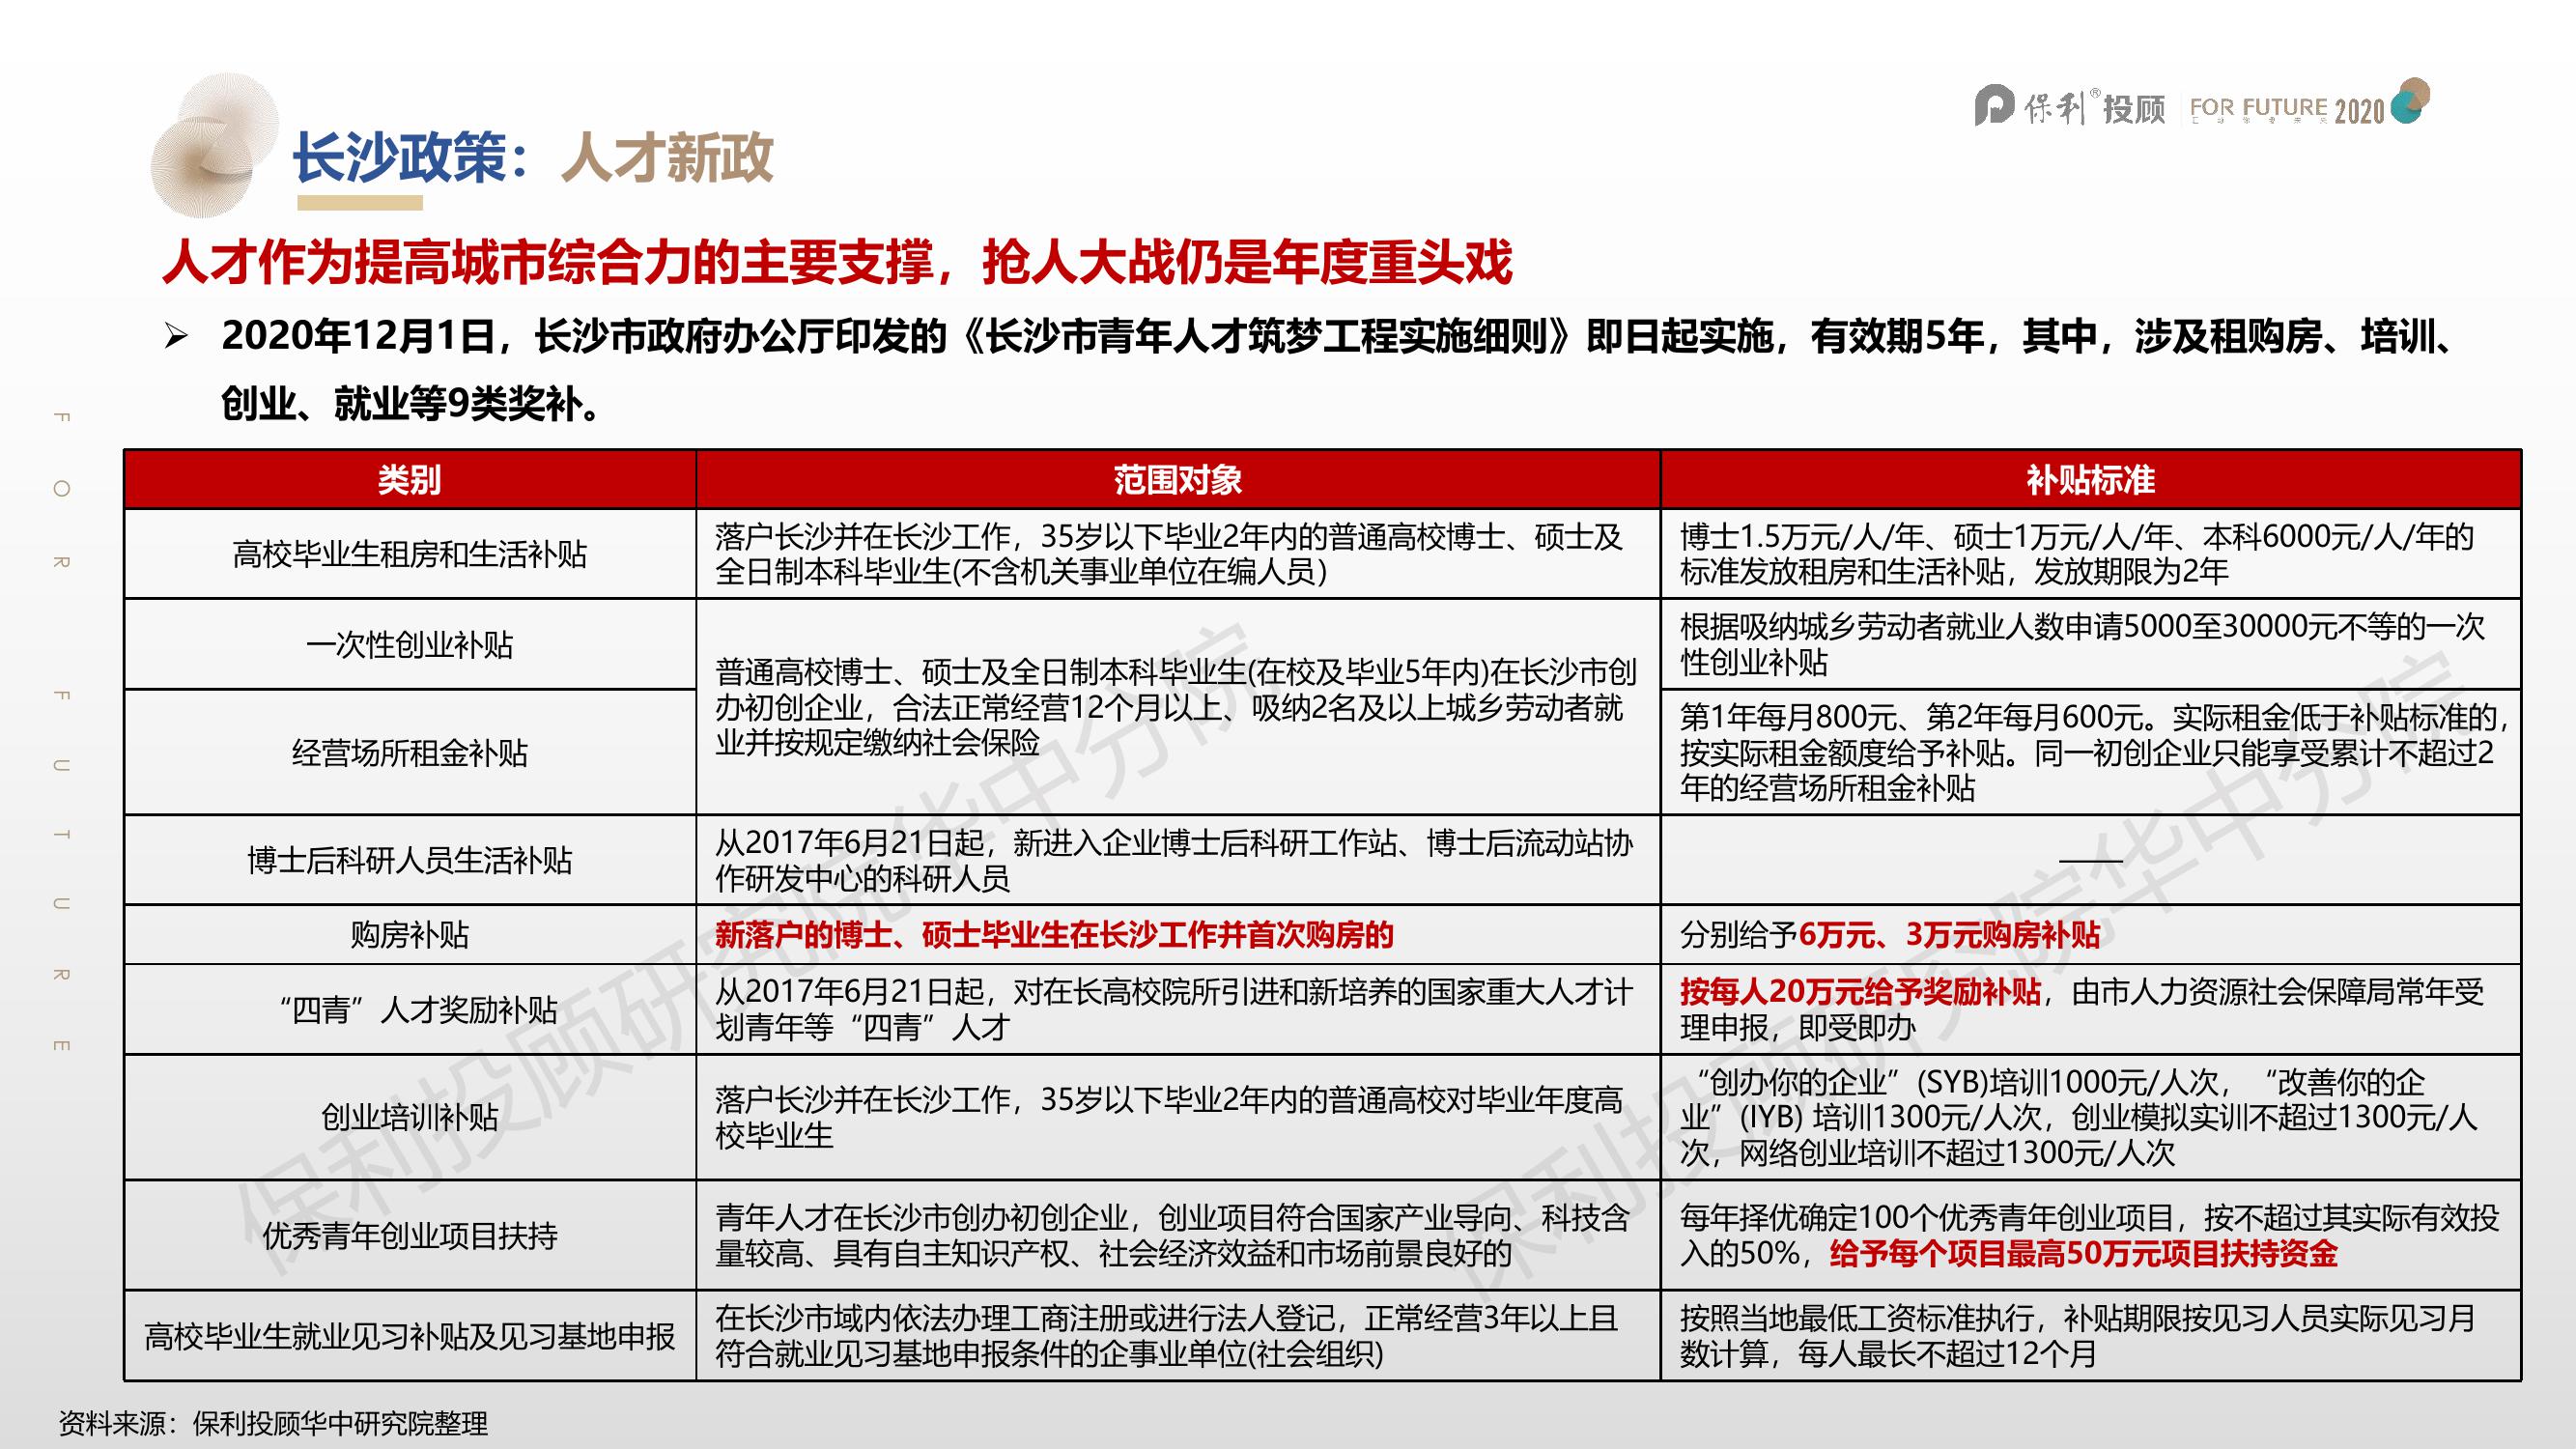 保利®投顾 FOR FUTURE 2020
长沙政策：人才新政
人才作为提高城市综合力的主要支撑，抢人大战仍是年度重头戏
➢ 2020年12月1日，长沙市政府办公厅印发的《长沙市青年人才筑梦工程实施细则》即日起实施，有效期5年，其中，涉及租购房、培训、
创业、就业等9类奖补。
FOR FUTURE
类别 范围对象 补贴标准
高校毕业生租房和生活补贴
落户长沙并在长沙工作，35岁以下毕业2年内的普通高校博士、硕士及
全日制本科毕业生(不含机关事业单位在编人员）
博士1.5万元/人/年、硕士1万元/人/年、本科6000元/人/年的
标准发放租房和生活补贴，发放期限为2年
一次性创业补贴
普通高校博士、硕士及全日制本科毕业生(在校及毕业5年内)在长沙市创
办初创企业，合法正常经营12个月以上、吸纳2名及以上城乡劳动者就
业并按规定缴纳社会保险
根据吸纳城乡劳动者就业人数申请5000至30000元不等的一次
性创业补贴
经营场所租金补贴
第1年每月800元、第2年每月600元。实际租金低于补贴标准的，
按实际租金额度给予补贴。同一初创企业只能享受累计不超过2
年的经营场所租金补贴
博士后科研人员生活补贴
从2017年6月21日起，新进入企业博士后科研工作站、博士后流动站协
作研发中心的科研人员
——
购房补贴
新落户的博士、硕士毕业生在长沙工作并首次购房的
分别给予6万元、3万元购房补贴
“四青”人才奖励补贴
从2017年6月21日起，对在长高校院所引进和新培养的国家重大人才计
划青年等“四青”人才
按每人20万元给予奖励补贴，由市人力资源社会保障局常年受
理申报，即受即办
创业培训补贴
落户长沙并在长沙工作，35岁以下毕业2年内的普通高校对毕业年度高
校毕业生
“创办你的企业”(SYB)培训1000元/人次，“改善你的企
业”(IYB) 培训1300元/人次，创业模拟实训不超过1300元/人
次，网络创业培训不超过1300元/人次
优秀青年创业项目扶持
青年人才在长沙市创办初创企业，创业项目符合国家产业导向、科技含
量较高、具有自主知识产权、社会经济效益和市场前景良好的
每年择优确定100个优秀青年创业项目，按不超过其实际有效投
入的50%，给予每个项目最高50万元项目扶持资金
高校毕业生就业见习补贴及见习基地申报
在长沙市域内依法办理工商注册或进行法人登记，正常经营3年以上且
符合就业见习基地申报条件的企事业单位(社会组织)
按照当地最低工资标准执行，补贴期限按见习人员实际见习月
数计算，每人最长不超过12个月
保利投顾研究院华中分院
保利投顾研究院华中分院
资料来源：保利投顾华中研究院整理